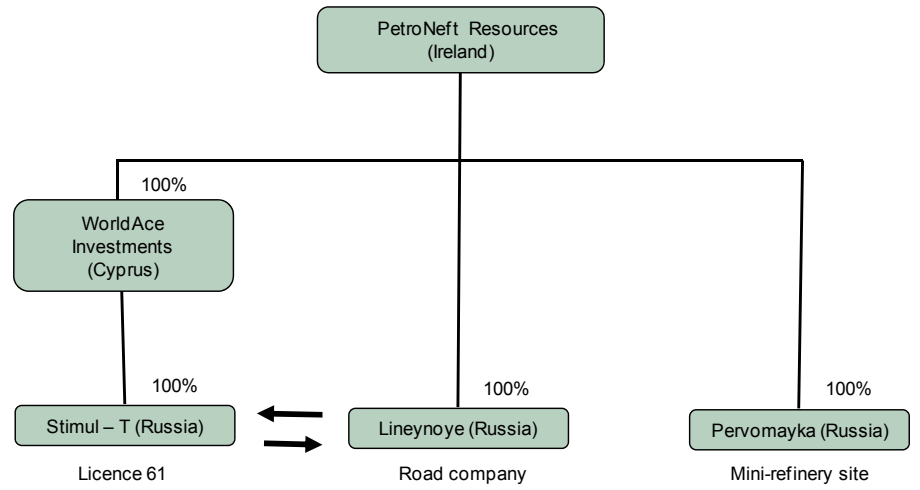 PetroNeft Resources
(Ireland)
100%
WorldAce
Investments
(Cyprus)
100%
100%
100%
Stimul – T (Russia)
Lineynoye (Russia)
Pervomayka (Russia)
Licence 61
Road company
Mini-refinery site